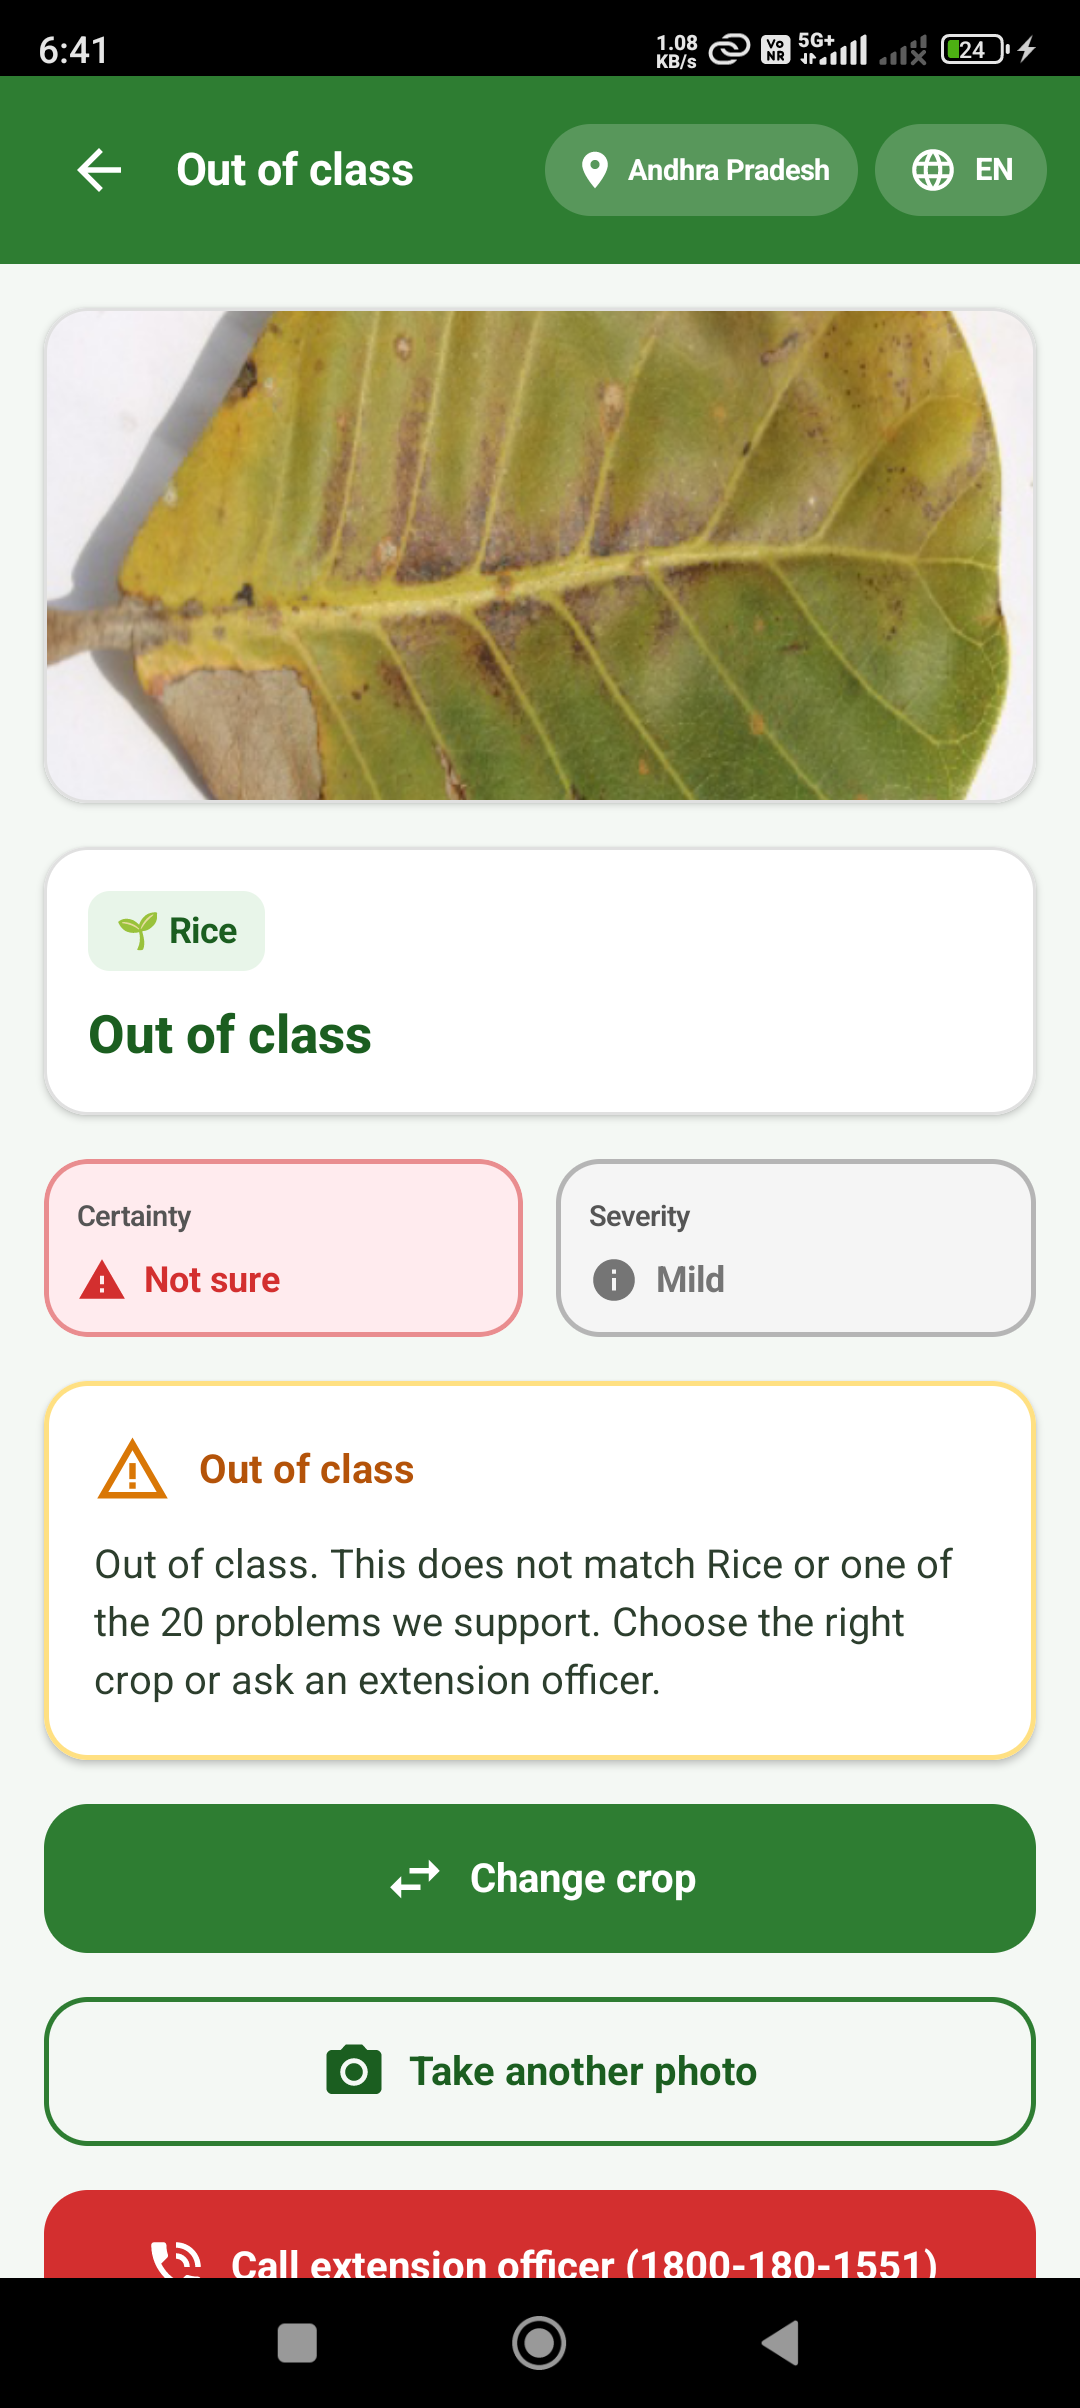 6:41
1.08
KB/s
Vo
NR
5G+
24
Out of class
Andhra Pradesh
EN
Rice
Out of class
Certainty
Not sure
Severity
Mild
Out of class
Out of class. This does not match Rice or one of
the 20 problems we support. Choose the right
crop or ask an extension officer.
Change crop
Take another photo
Call extension officer (1800-180-1551)